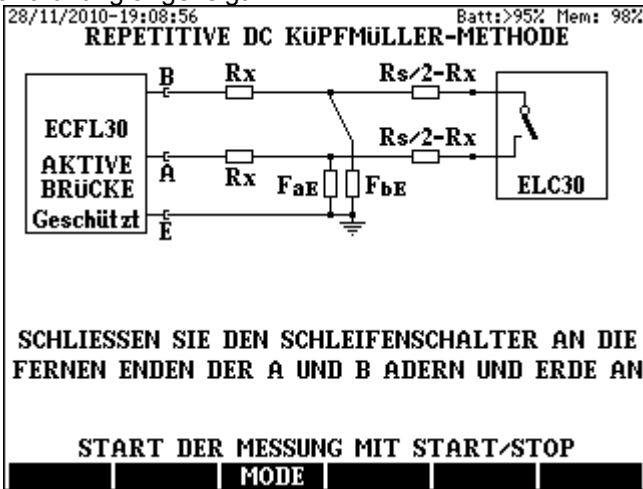 28/11/2010-19:08:56 Batt:>95% Mem: 98%
REPETITIVE DC KÜPFMÜLLER-METHODE
B Rx Rs/2-Rx
ECFL30
Rs/2-Rx
AKTIVE
BRÜCKE
A Rx FaE FbE ELC30
Geschützt
E
SCHLIESSEN SIE DEN SCHLEIFENSCHALTER AN DIE
FERNEN ENDEN DER A UND B ADERN UND ERDE AN
START DER MESSUNG MIT START/STOP
MODE